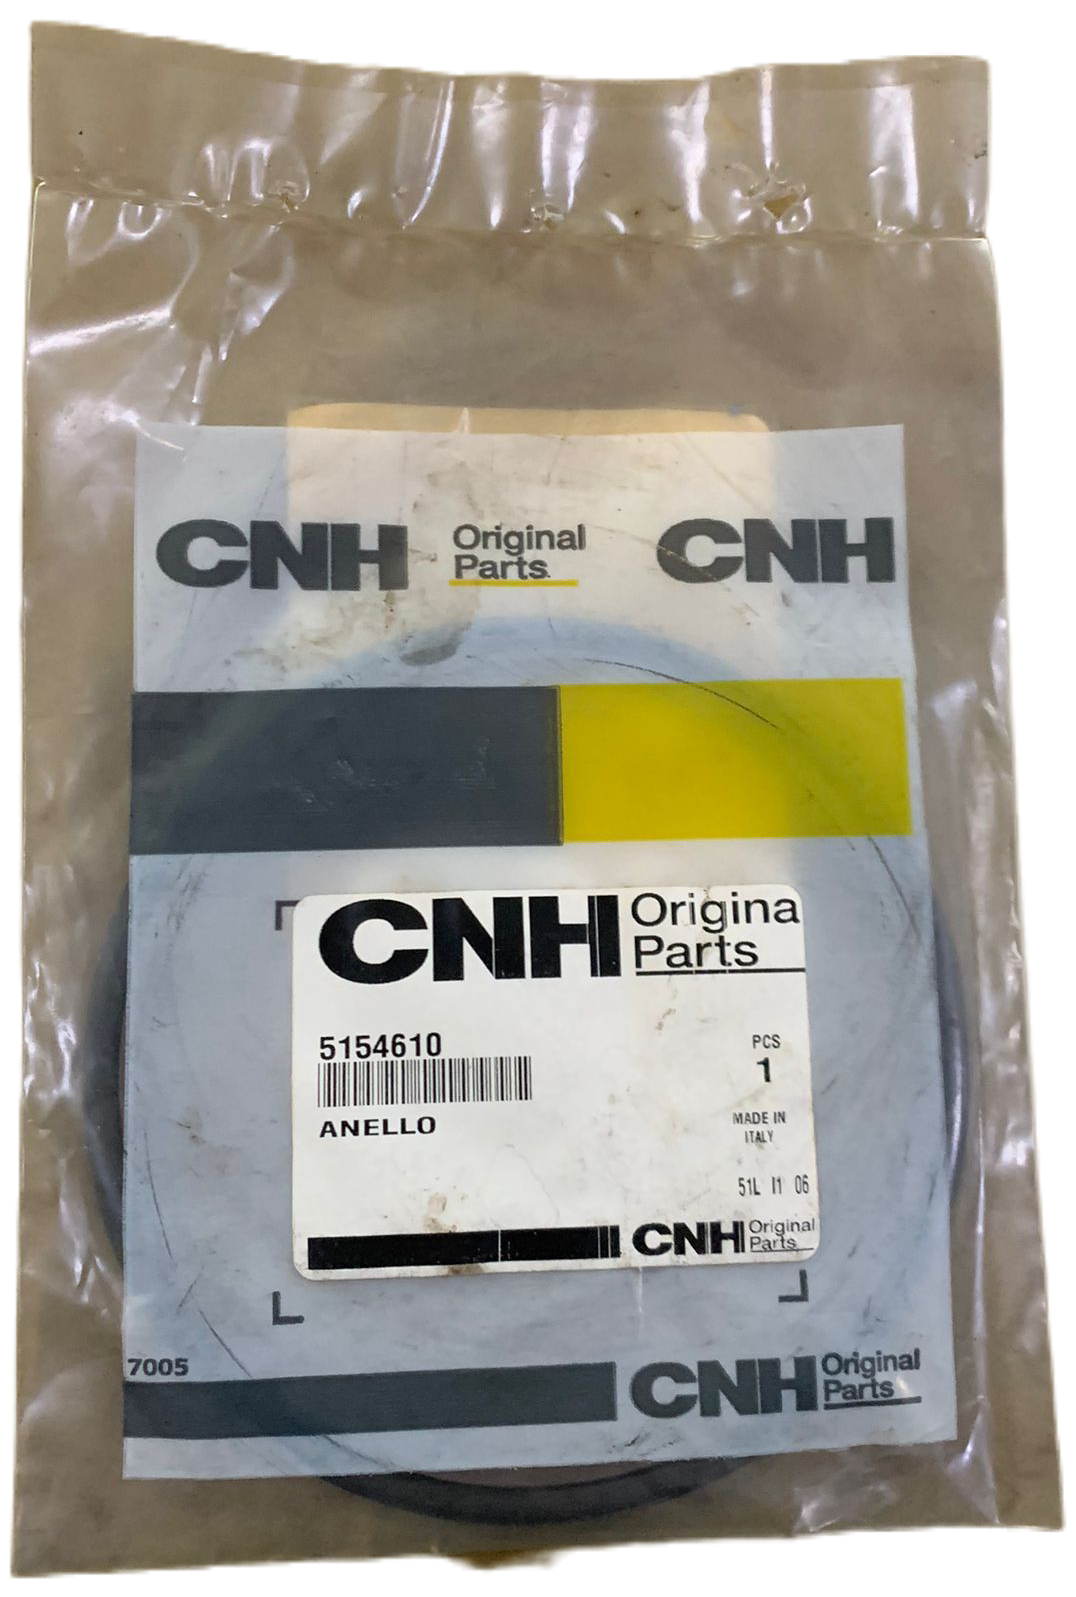 CNH Original Parts CNH
CNH Origina
Parts
5154610
PCS
1
ANELLO
MADE IN
ITALY
51L I1 06
CNH Original Parts
7005
CNH Original Parts